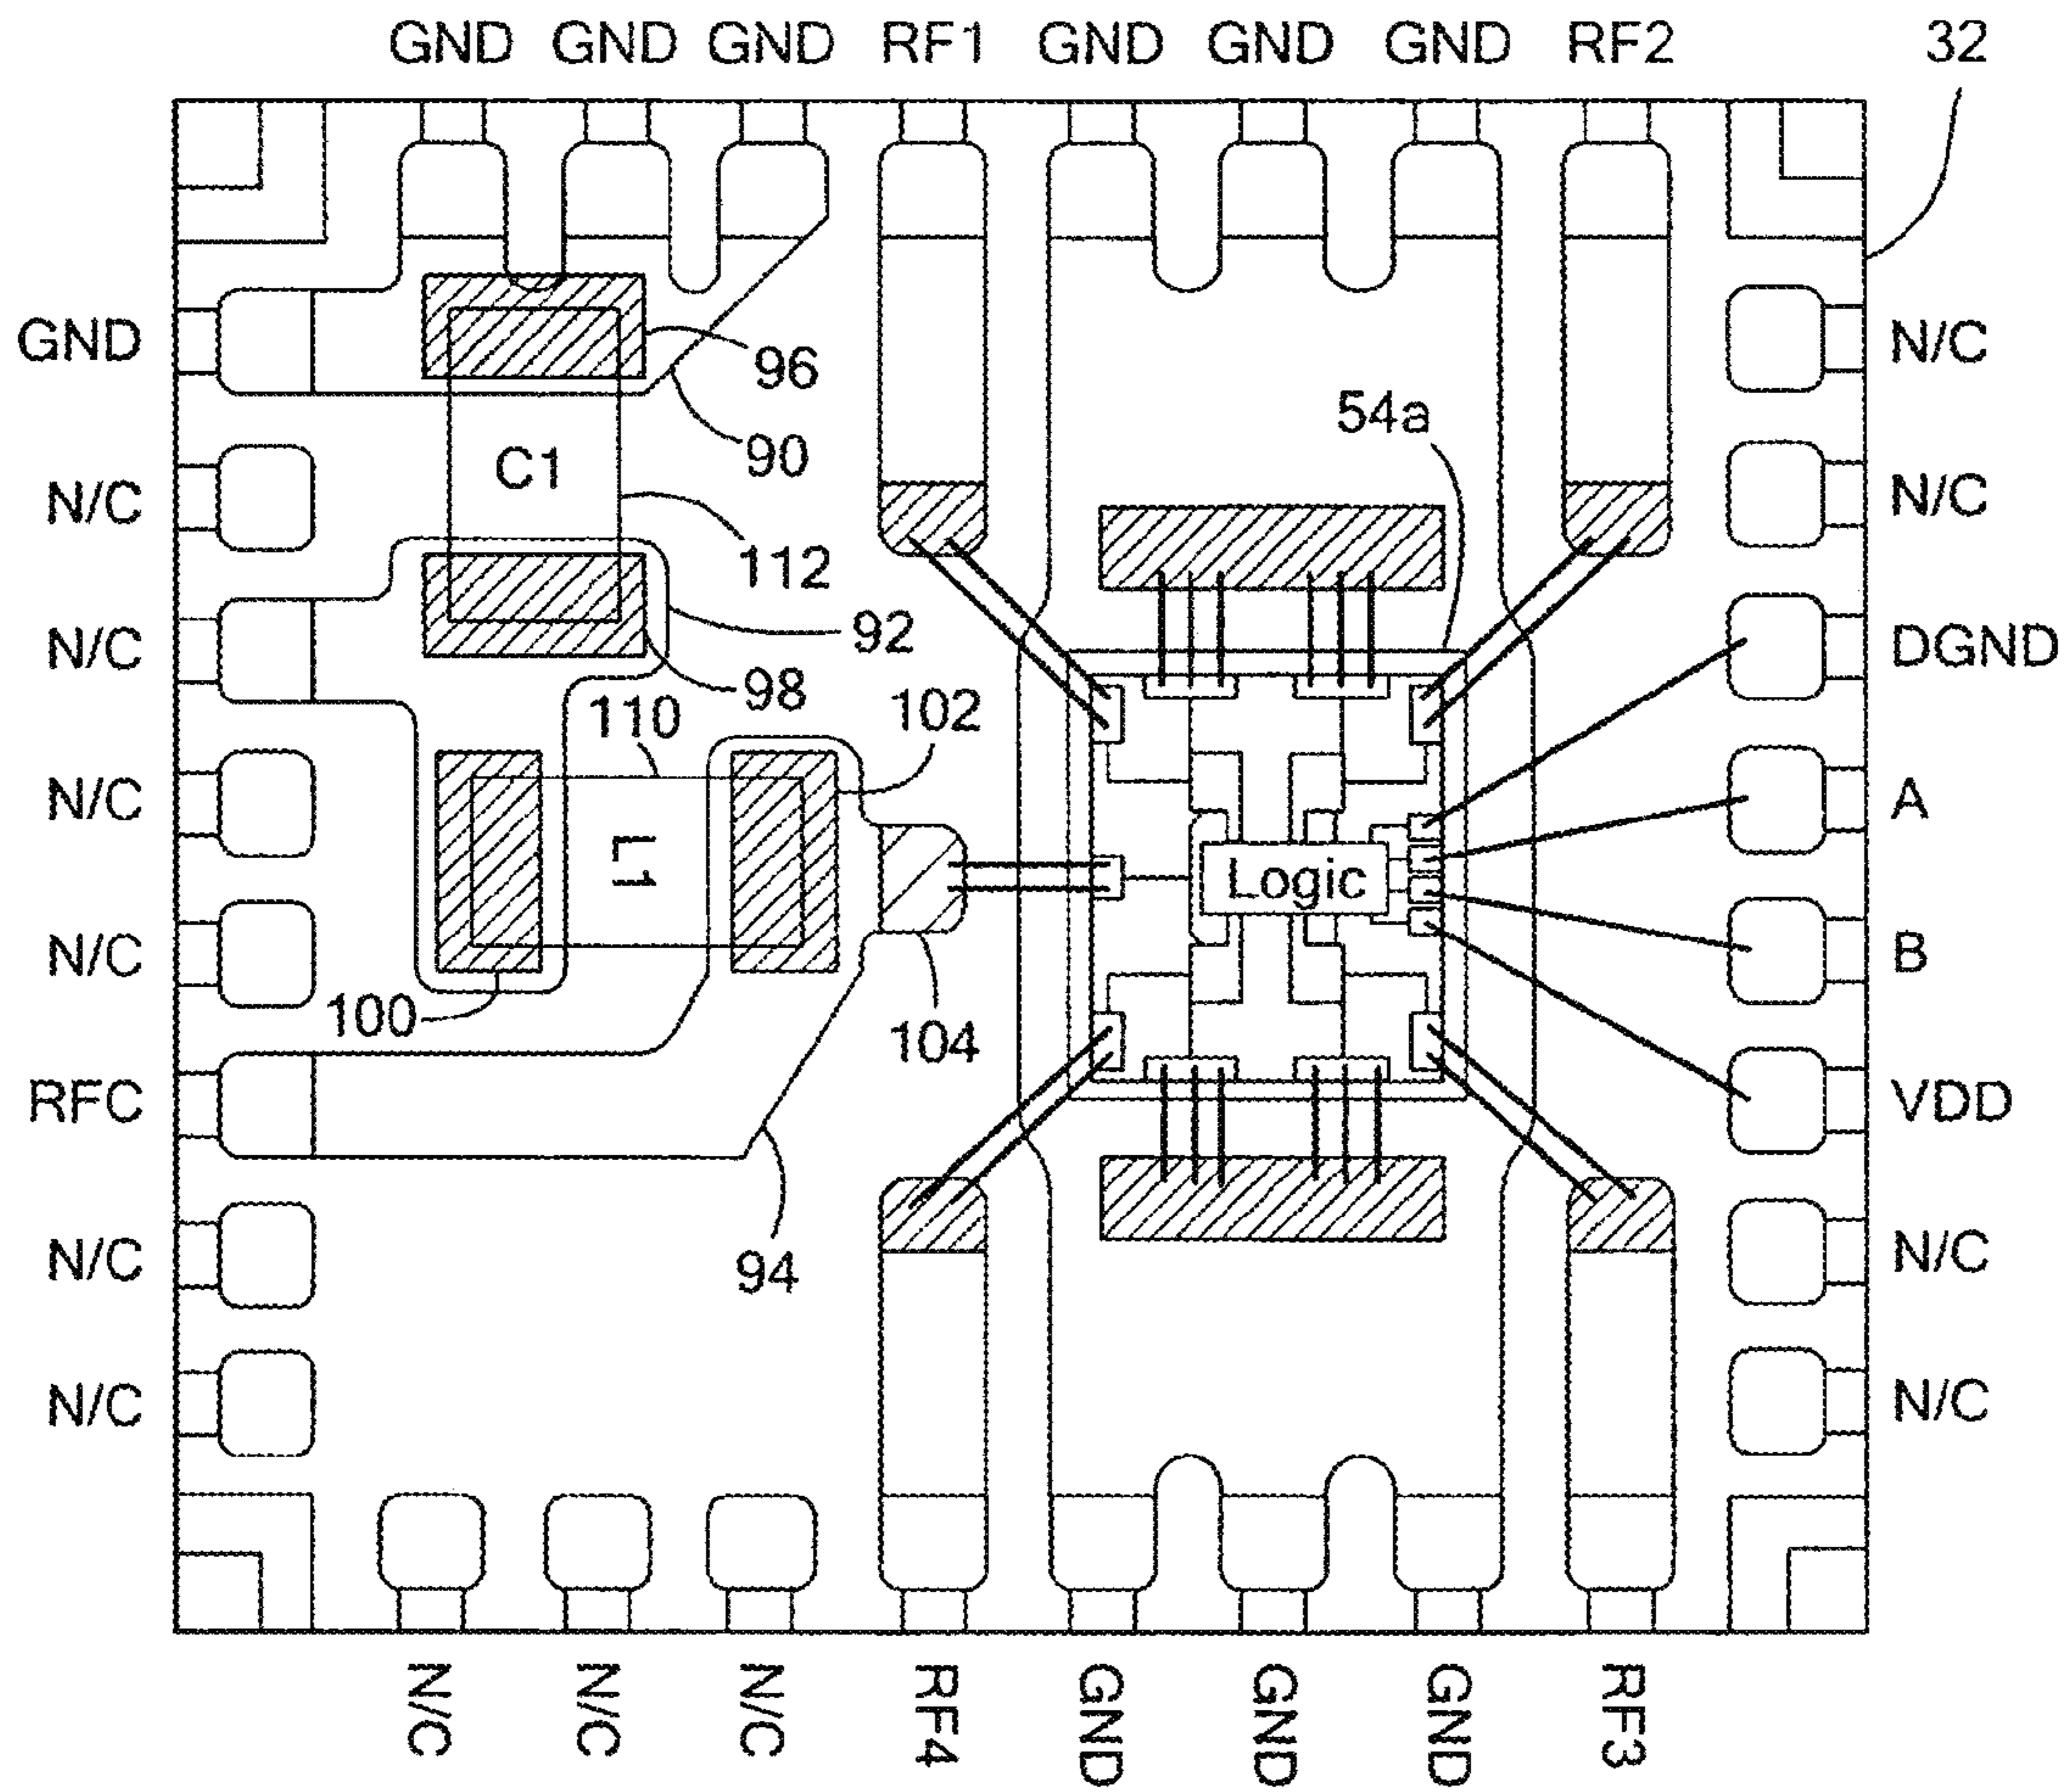 GND GND GND RF1 GND GND GND RF2 32
GND N/C
96
54a
90
C1
N/C N/C
112
92
N/C DGND
98
110 102
N/C A
L1
Logic
N/C B
100
104
RFC VDD
94
N/C N/C
N/C N/C
N/C N/C N/C RF4 GND GND GND RF3